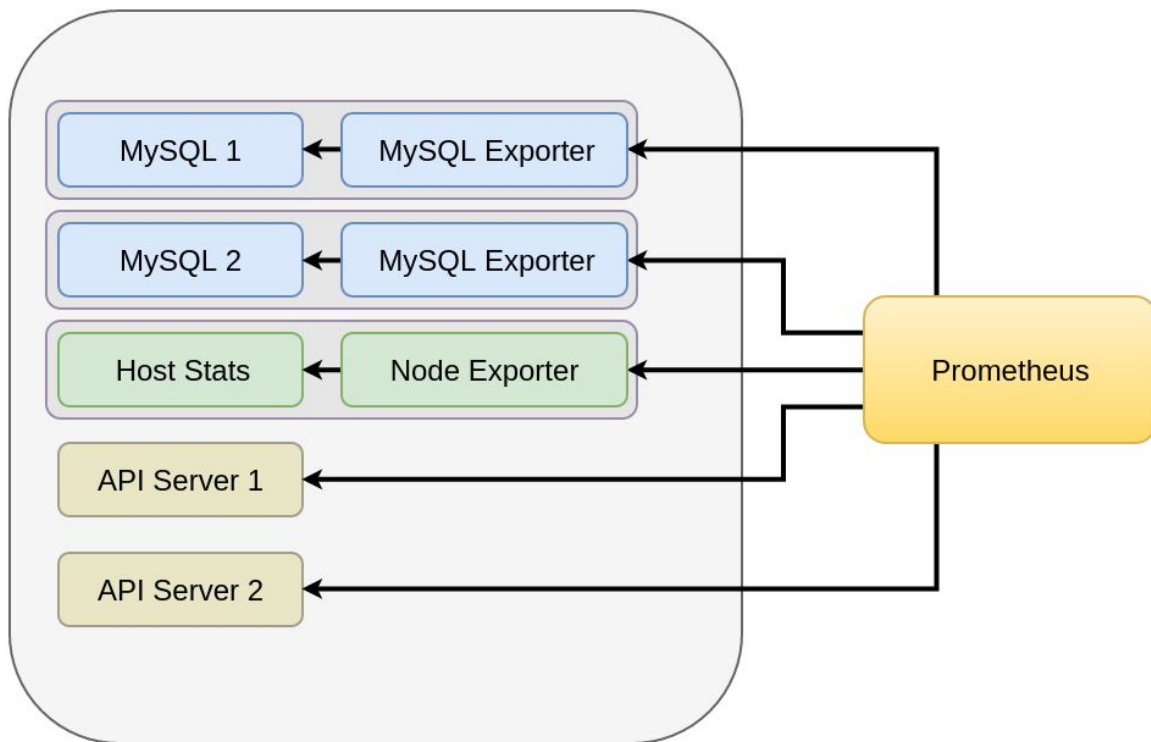 MySQL 1
MySQL Exporter
MySQL 2
MySQL Exporter
Host Stats
Node Exporter
Prometheus
API Server 1
API Server 2